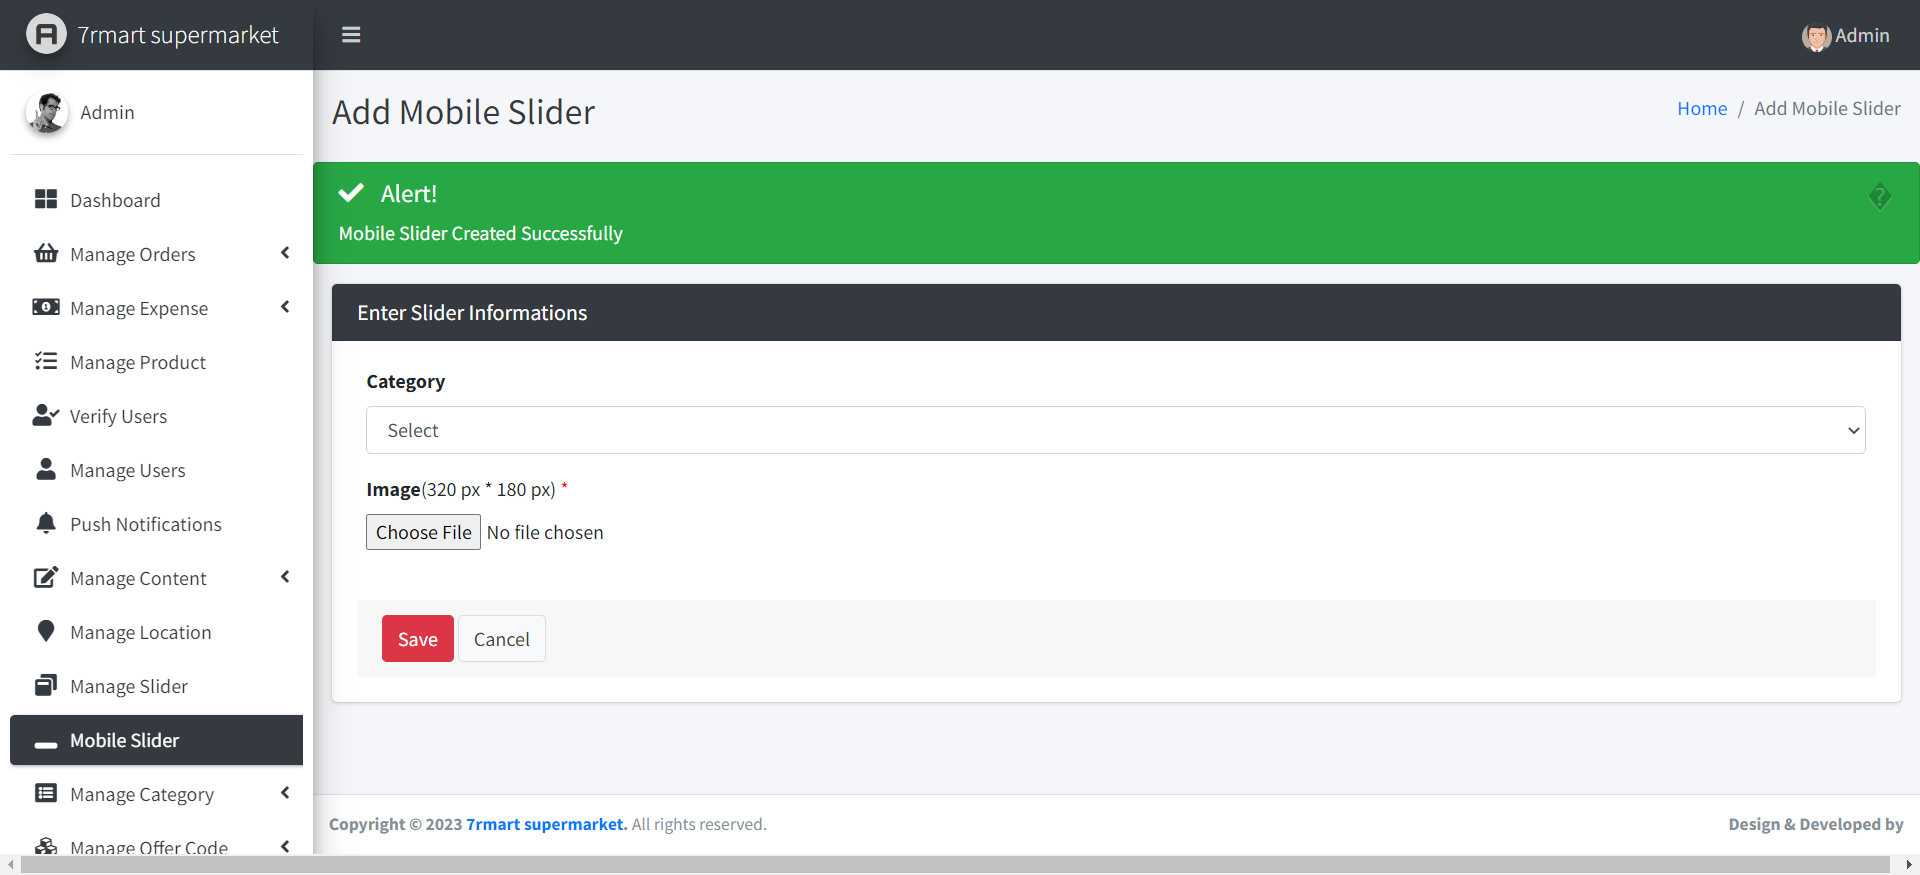 7rmart supermarket
Admin
Admin
Add Mobile Slider
Home / Add Mobile Slider
Alert!
Mobile Slider Created Successfully
Dashboard
Manage Orders
Manage Expense
Manage Product
Verify Users
Manage Users
Push Notifications
Manage Content
Manage Location
Manage Slider
Mobile Slider
Manage Category
Manage Offer Code
Enter Slider Informations
Category
Select
Image(320 px * 180 px) *
Choose File No file chosen
Save Cancel
Copyright © 2023 7rmart supermarket. All rights reserved.
Design & Developed by